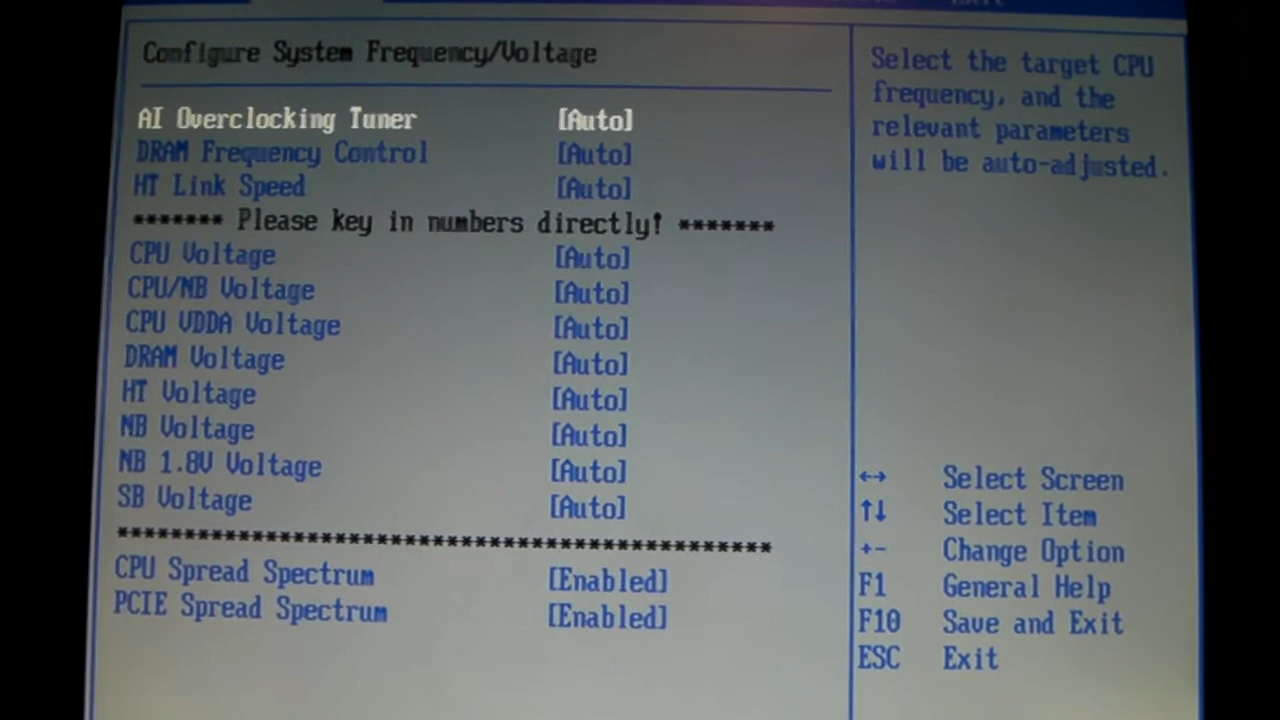 Configure System Frequency/Voltage
AI Overclocking Tuner [Auto]
DRAM Frequency Control [Auto]
HT Link Speed [Auto]
******* Please key in numbers directly! *******
CPU Voltage [Auto]
CPU/NB Voltage [Auto]
CPU VDDA Voltage [Auto]
DRAM Voltage [Auto]
HT Voltage [Auto]
NB Voltage [Auto]
NB 1.8V Voltage [Auto]
SB Voltage [Auto]
*************************************************
CPU Spread Spectrum [Enabled]
PCIE Spread Spectrum [Enabled]
Select the target CPU
frequency, and the
relevant parameters
will be auto-adjusted.
↔ Select Screen
↑↓ Select Item
+- Change Option
F1 General Help
F10 Save and Exit
ESC Exit